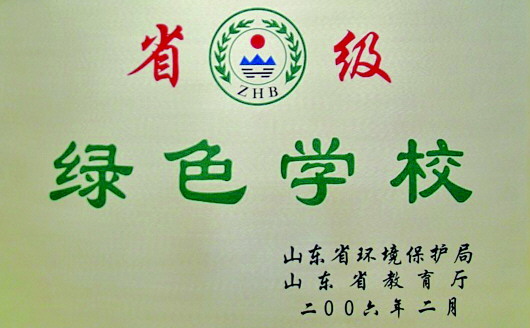 省 级
ZHB
绿色学校
山东省环境保护局
山东省教育厅
二〇〇六年二月